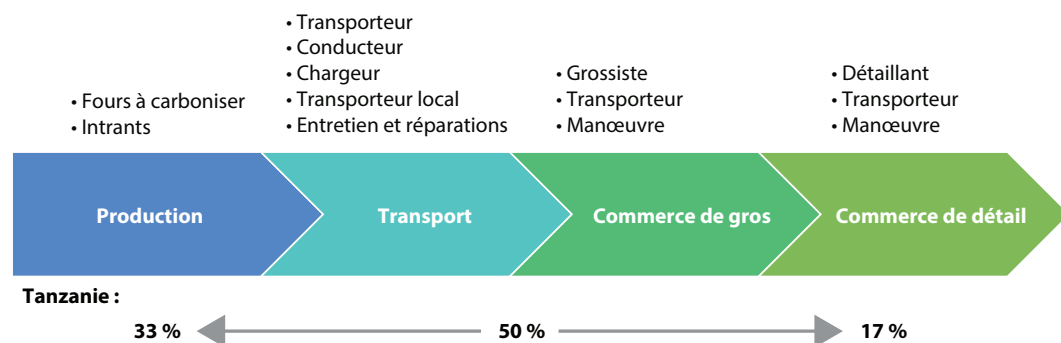 • Fours à carboniser
• Intrants
• Transporteur
• Conducteur
• Chargeur
• Transporteur local
• Entretien et réparations
• Grossiste
• Transporteur
• Manœuvre
• Détaillant
• Transporteur
• Manœuvre
Production
Transport
Commerce de gros
Commerce de détail
Tanzanie :
33 %
50 %
17 %